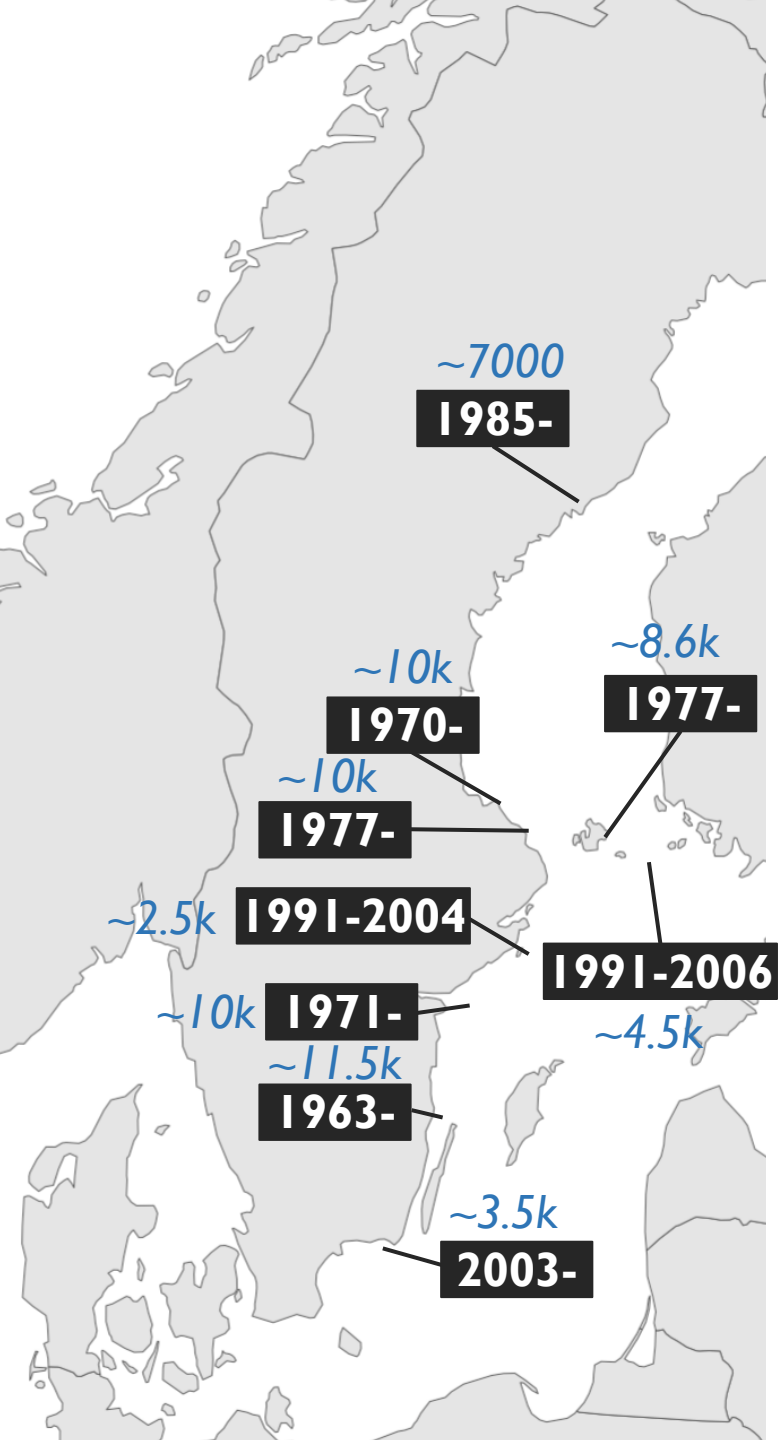 ~7000
1985-
~8.6k
~10k
1977-
1970-
~10k
1977-
~2.5k
1991-2004
1991-2006
~10k
1971-
~4.5k
~11.5k
1963-
~3.5k
2003-